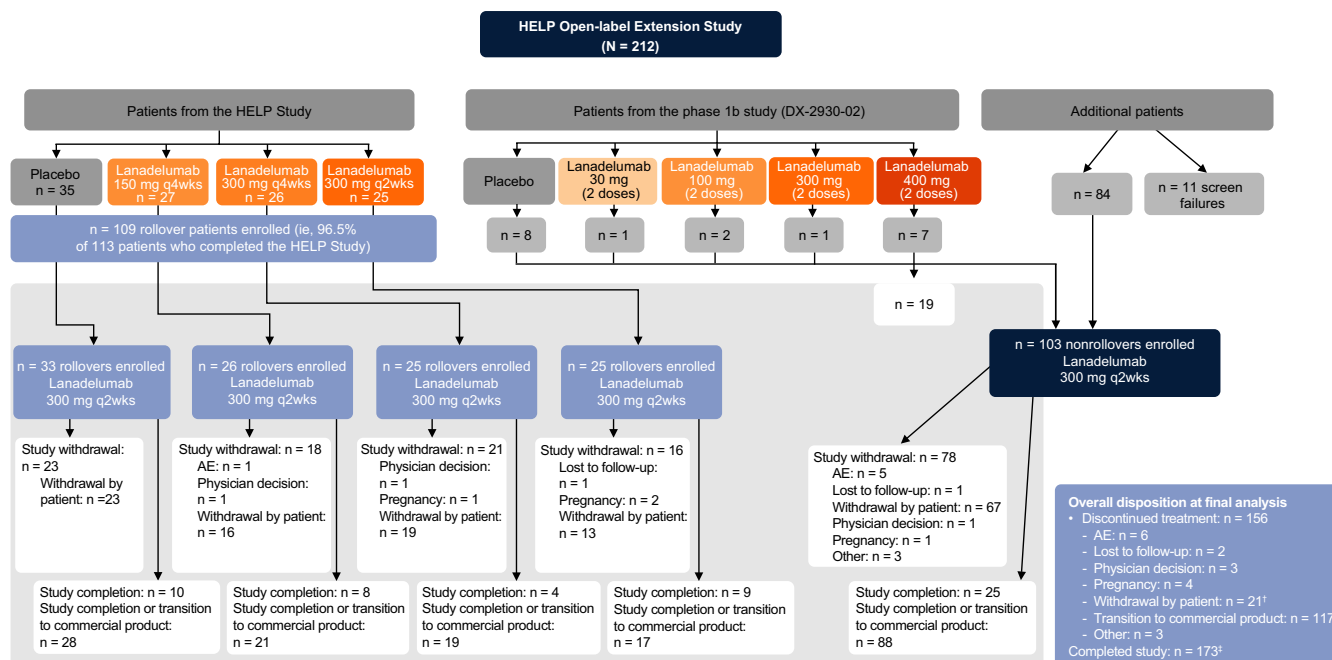 HELP Open-label Extension Study
(N = 212)
Patients from the HELP Study
Patients from the phase 1b study (DX-2930-02)
Additional patients
Placebo
n = 35
Lanadelumab
150 mg q4wks
n = 27
Lanadelumab
300 mg q4wks
n = 26
Lanadelumab
300 mg q2wks
n = 25
Placebo
Lanadelumab
30 mg
(2 doses)
Lanadelumab
100 mg
(2 doses)
Lanadelumab
300 mg
(2 doses)
Lanadelumab
400 mg
(2 doses)
n = 84
n = 11 screen
failures
n = 109 rollover patients enrolled (ie, 96.5%
of 113 patients who completed the HELP Study)
n = 8
n = 1
n = 2
n = 1
n = 7
n = 19
n = 33 rollovers enrolled
Lanadelumab
300 mg q2wks
n = 26 rollovers enrolled
Lanadelumab
300 mg q2wks
n = 25 rollovers enrolled
Lanadelumab
300 mg q2wks
n = 25 rollovers enrolled
Lanadelumab
300 mg q2wks
n = 103 nonrollovers enrolled
Lanadelumab
300 mg q2wks
Study withdrawal:
n = 23
Withdrawal by
patient: n =23
Study withdrawal: n = 18
AE: n = 1
Physician decision:
n = 1
Withdrawal by patient:
n = 16
Study withdrawal: n = 21
Physician decision:
n = 1
Pregnancy: n = 1
Withdrawal by patient:
n = 19
Study withdrawal: n = 16
Lost to follow-up:
n = 1
Pregnancy: n = 2
Withdrawal by patient:
n = 13
Study withdrawal: n = 78
AE: n = 5
Lost to follow-up: n = 1
Withdrawal by patient: n = 67
Physician decision: n = 1
Pregnancy: n = 1
Other: n = 3
Study completion: n = 10
Study completion or transition
to commercial product:
n = 28
Study completion: n = 8
Study completion or transition
to commercial product:
n = 21
Study completion: n = 4
Study completion or transition
to commercial product:
n = 19
Study completion: n = 9
Study completion or transition
to commercial product:
n = 17
Study completion: n = 25
Study completion or transition
to commercial product:
n = 88
Overall disposition at final analysis
• Discontinued treatment: n = 156
- AE: n = 6
- Lost to follow-up: n = 2
- Physician decision: n = 3
- Pregnancy: n = 4
- Withdrawal by patient: n = 21†
- Transition to commercial product: n = 117
- Other: n = 3
Completed study: n = 173‡